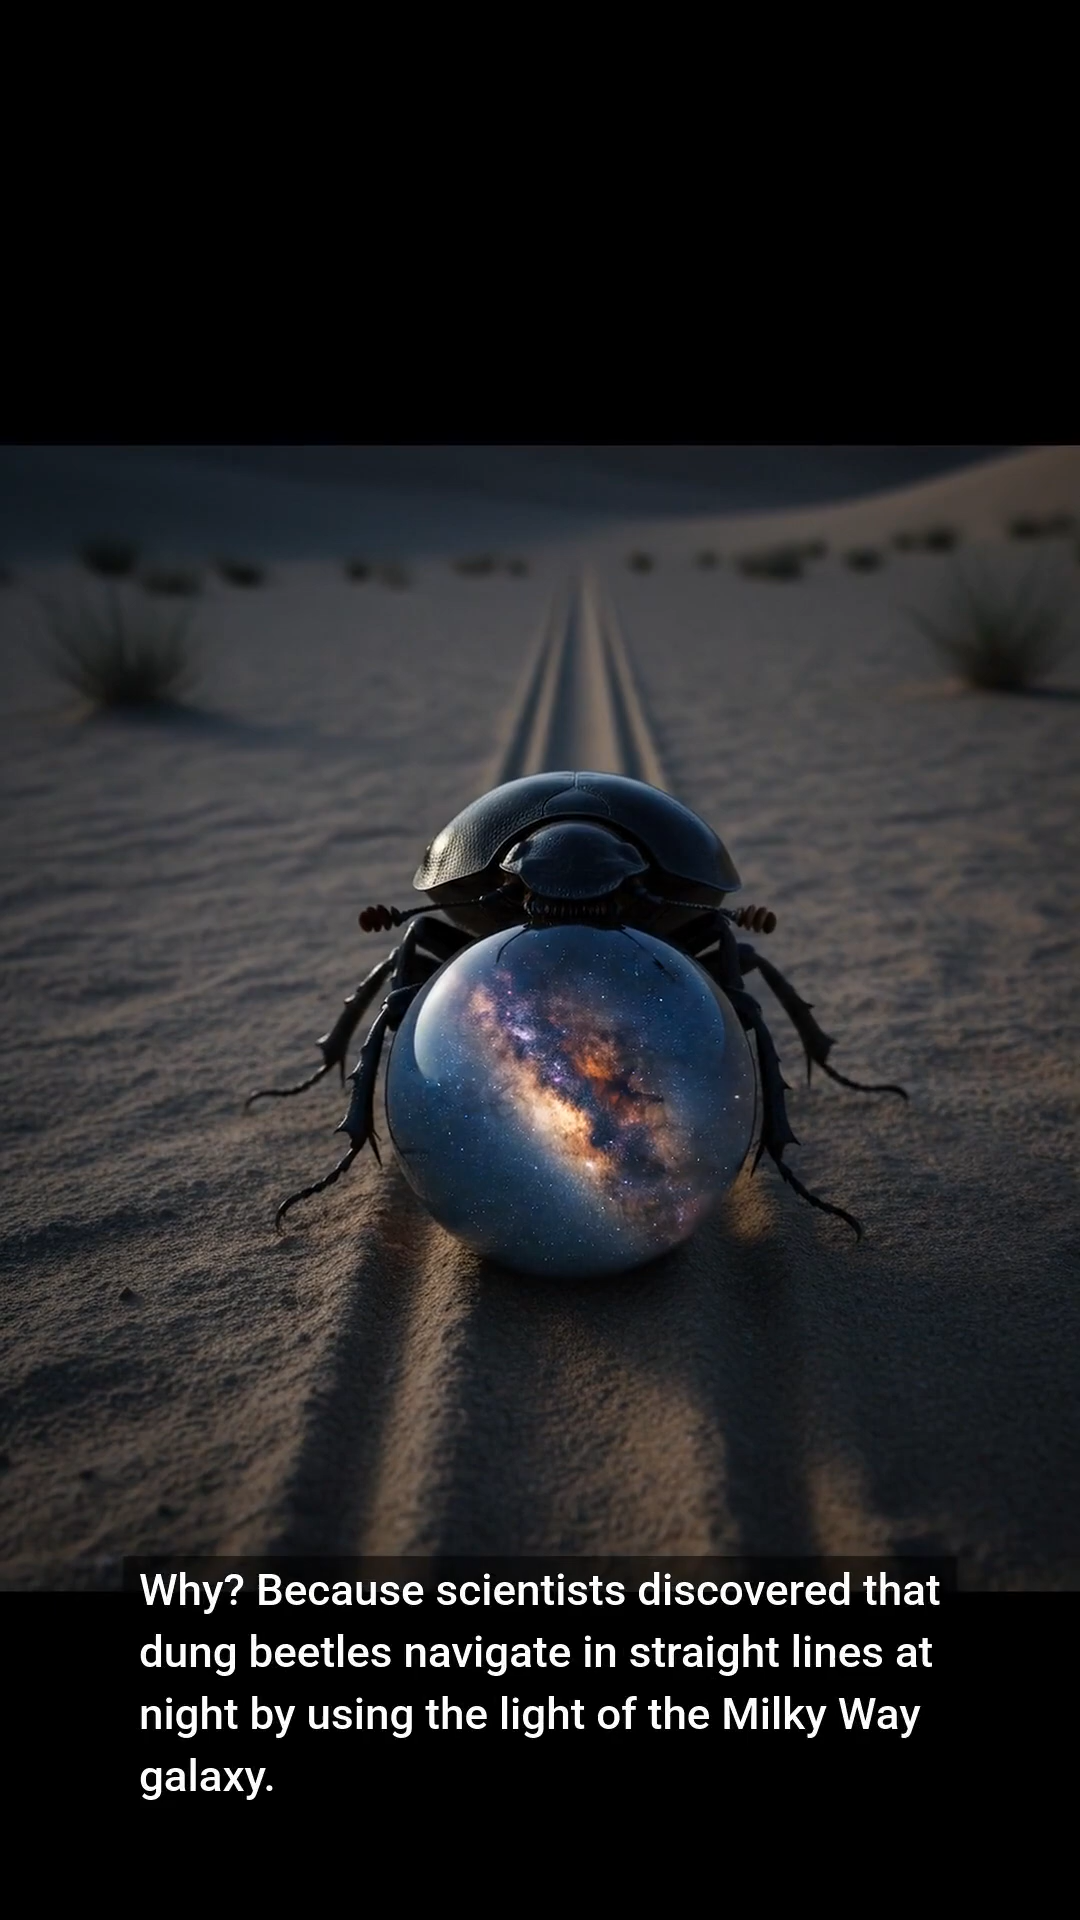 Why? Because scientists discovered that
dung beetles navigate in straight lines at
night by using the light of the Milky Way
galaxy.